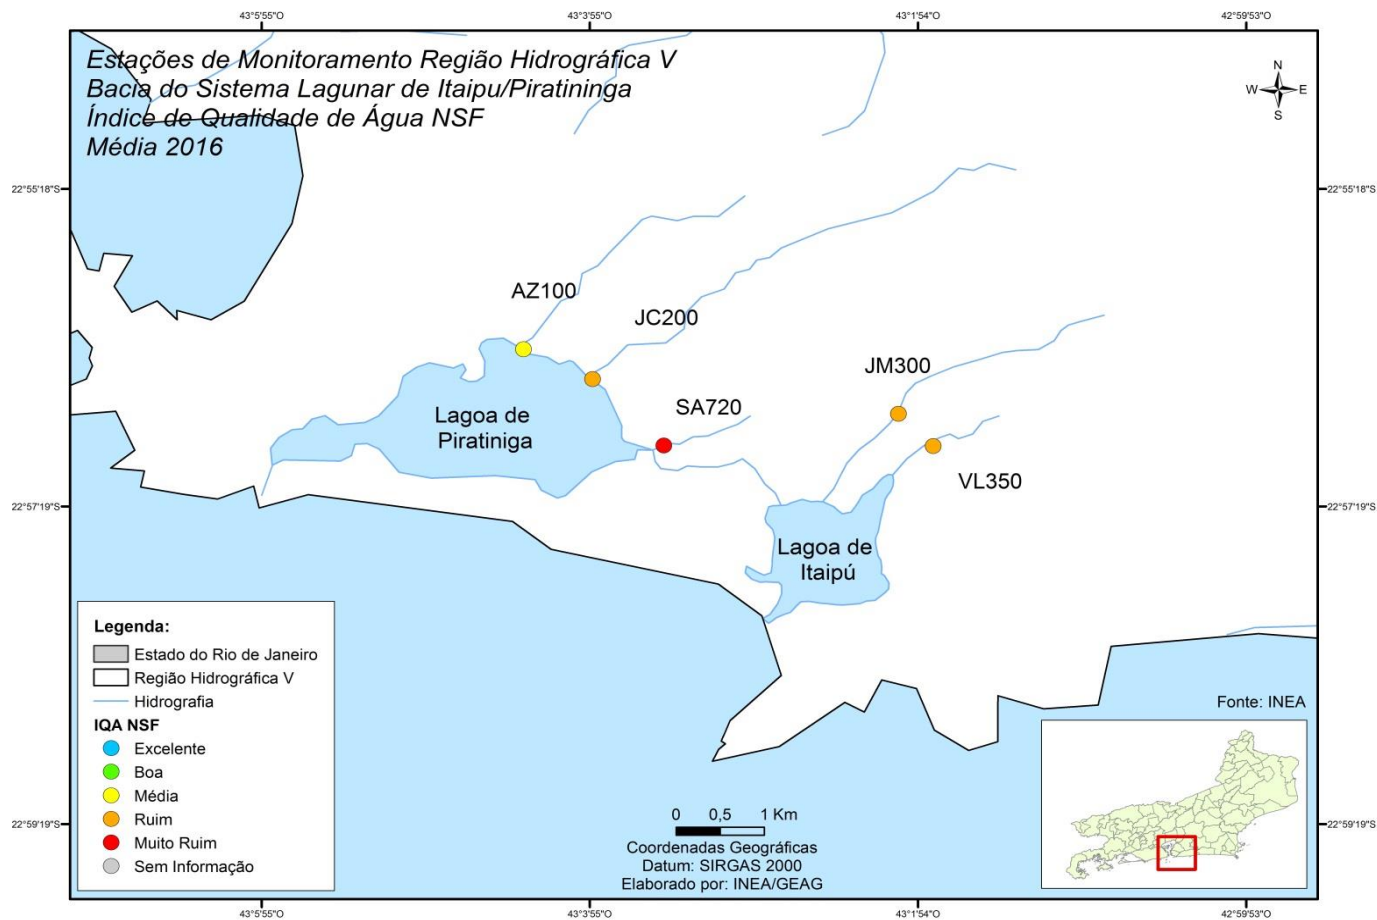 43°5'55"O
43°3'55"O
43°1'54"O
42°59'53"O
Estações de Monitoramento Região Hidrográfica V
Bacia do Sistema Lagunar de Itaipu/Piratininga
Índice de Qualidade de Água NSF
Média 2016
N
W
E
S
22°55'18"S
22°55'18"S
AZ100
JC200
JM300
SA720
Lagoa de
Piratiniga
VL350
22°57'19"S
22°57'19"S
Lagoa de
Itaipú
Legenda:
Estado do Rio de Janeiro
Região Hidrográfica V
Hidrografia
IQA NSF
Excelente
Boa
Média
Ruim
Muito Ruim
Sem Informação
Fonte: INEA
0 0,5 1 Km
Coordenadas Geográficas
Datum: SIRGAS 2000
Elaborado por: INEA/GEAG
22°59'19"S
22°59'19"S
43°5'55"O
43°3'55"O
43°1'54"O
42°59'53"O